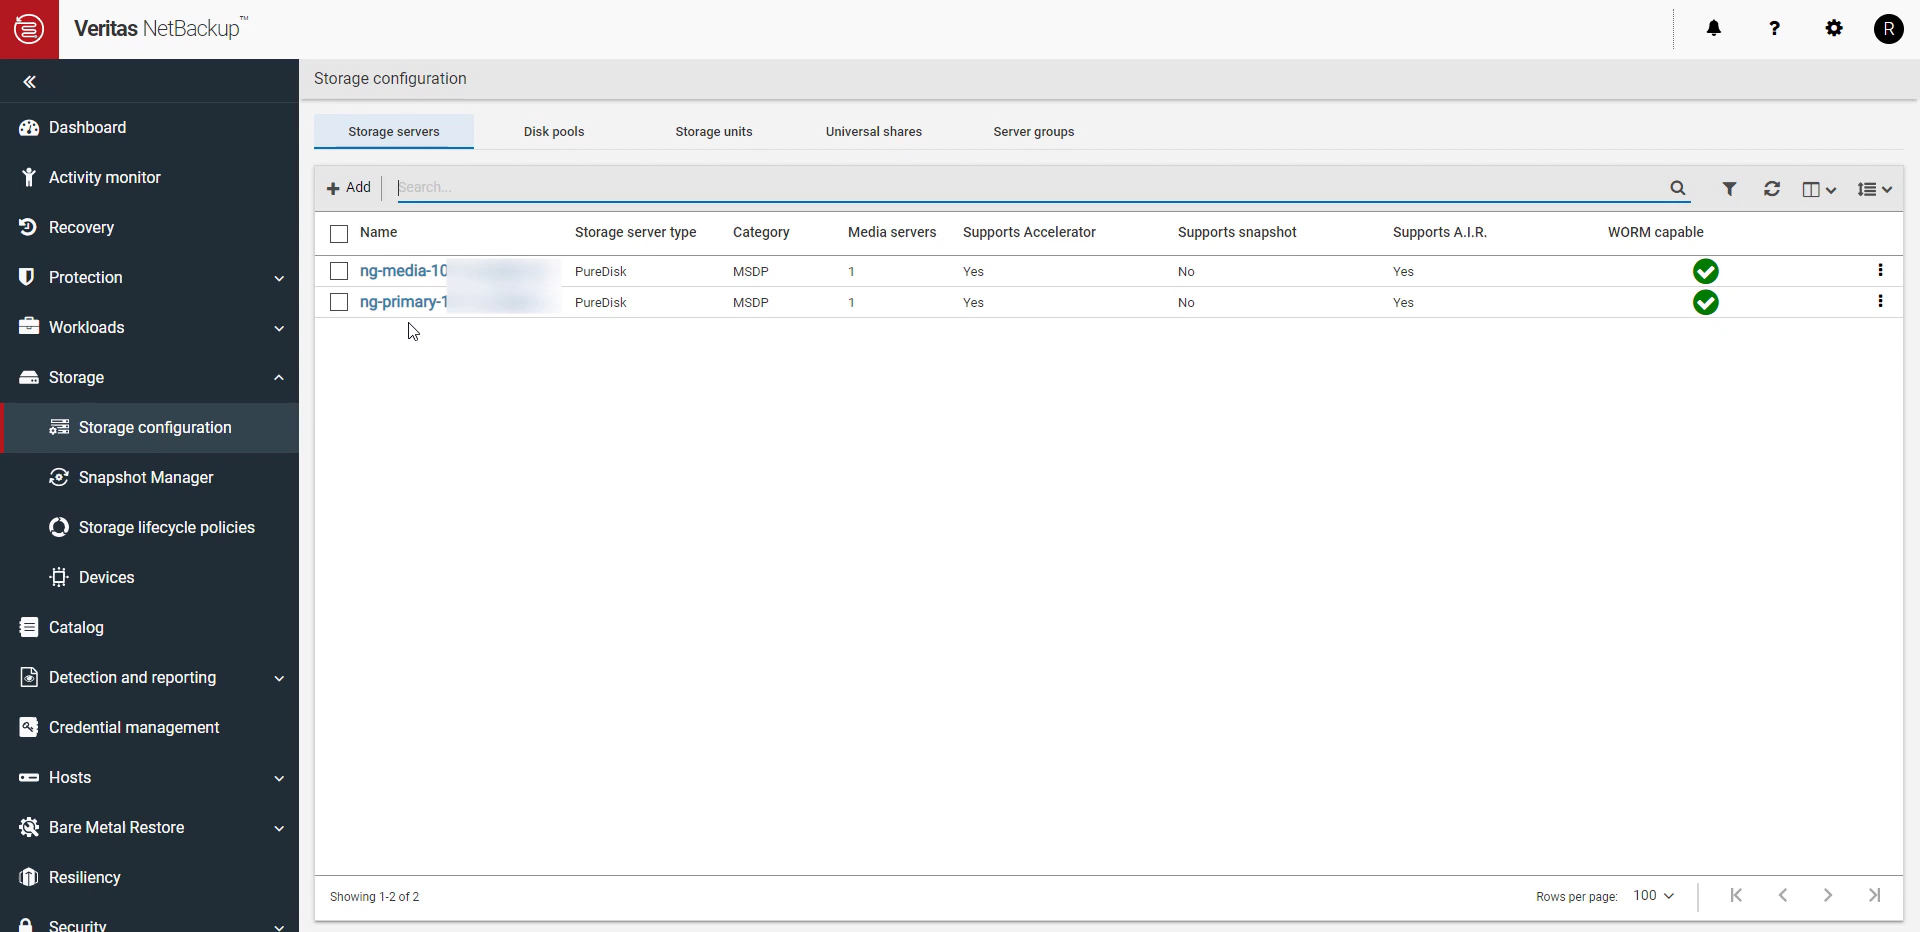 Veritas NetBackup™
R
Storage configuration
Dashboard
Activity monitor
Recovery
Protection
Workloads
Storage
Storage configuration
Snapshot Manager
Storage lifecycle policies
Devices
Catalog
Detection and reporting
Credential management
Hosts
Bare Metal Restore
Resiliency
Security
Storage servers Disk pools Storage units Universal shares Server groups
Add Search...
Name Storage server type Category Media servers Supports Accelerator Supports snapshot Supports A.I.R. WORM capable
ng-media-10 PureDisk MSDP 1 Yes No Yes
ng-primary-1 PureDisk MSDP 1 Yes No Yes
Showing 1-2 of 2 Rows per page: 100